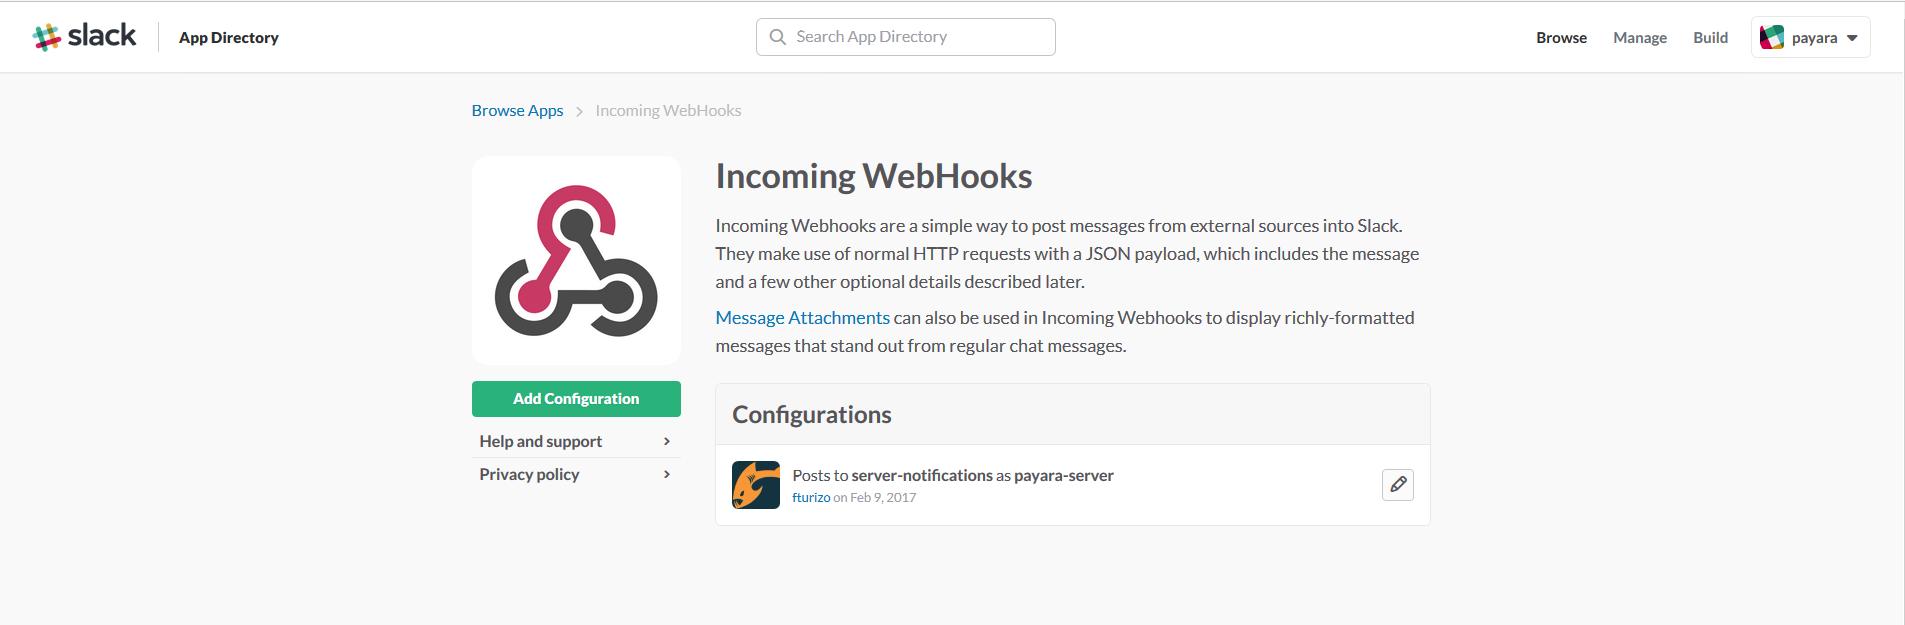 slack
App Directory
Search App Directory
Browse
Manage
Build
payara
Browse Apps > Incoming WebHooks
Incoming WebHooks
Incoming Webhooks are a simple way to post messages from external sources into Slack.
They make use of normal HTTP requests with a JSON payload, which includes the message
and a few other optional details described later.
Message Attachments can also be used in Incoming Webhooks to display richly-formatted
messages that stand out from regular chat messages.
Add Configuration
Help and support
Privacy policy
Configurations
Posts to server-notifications as payara-server
fturizo on Feb 9, 2017